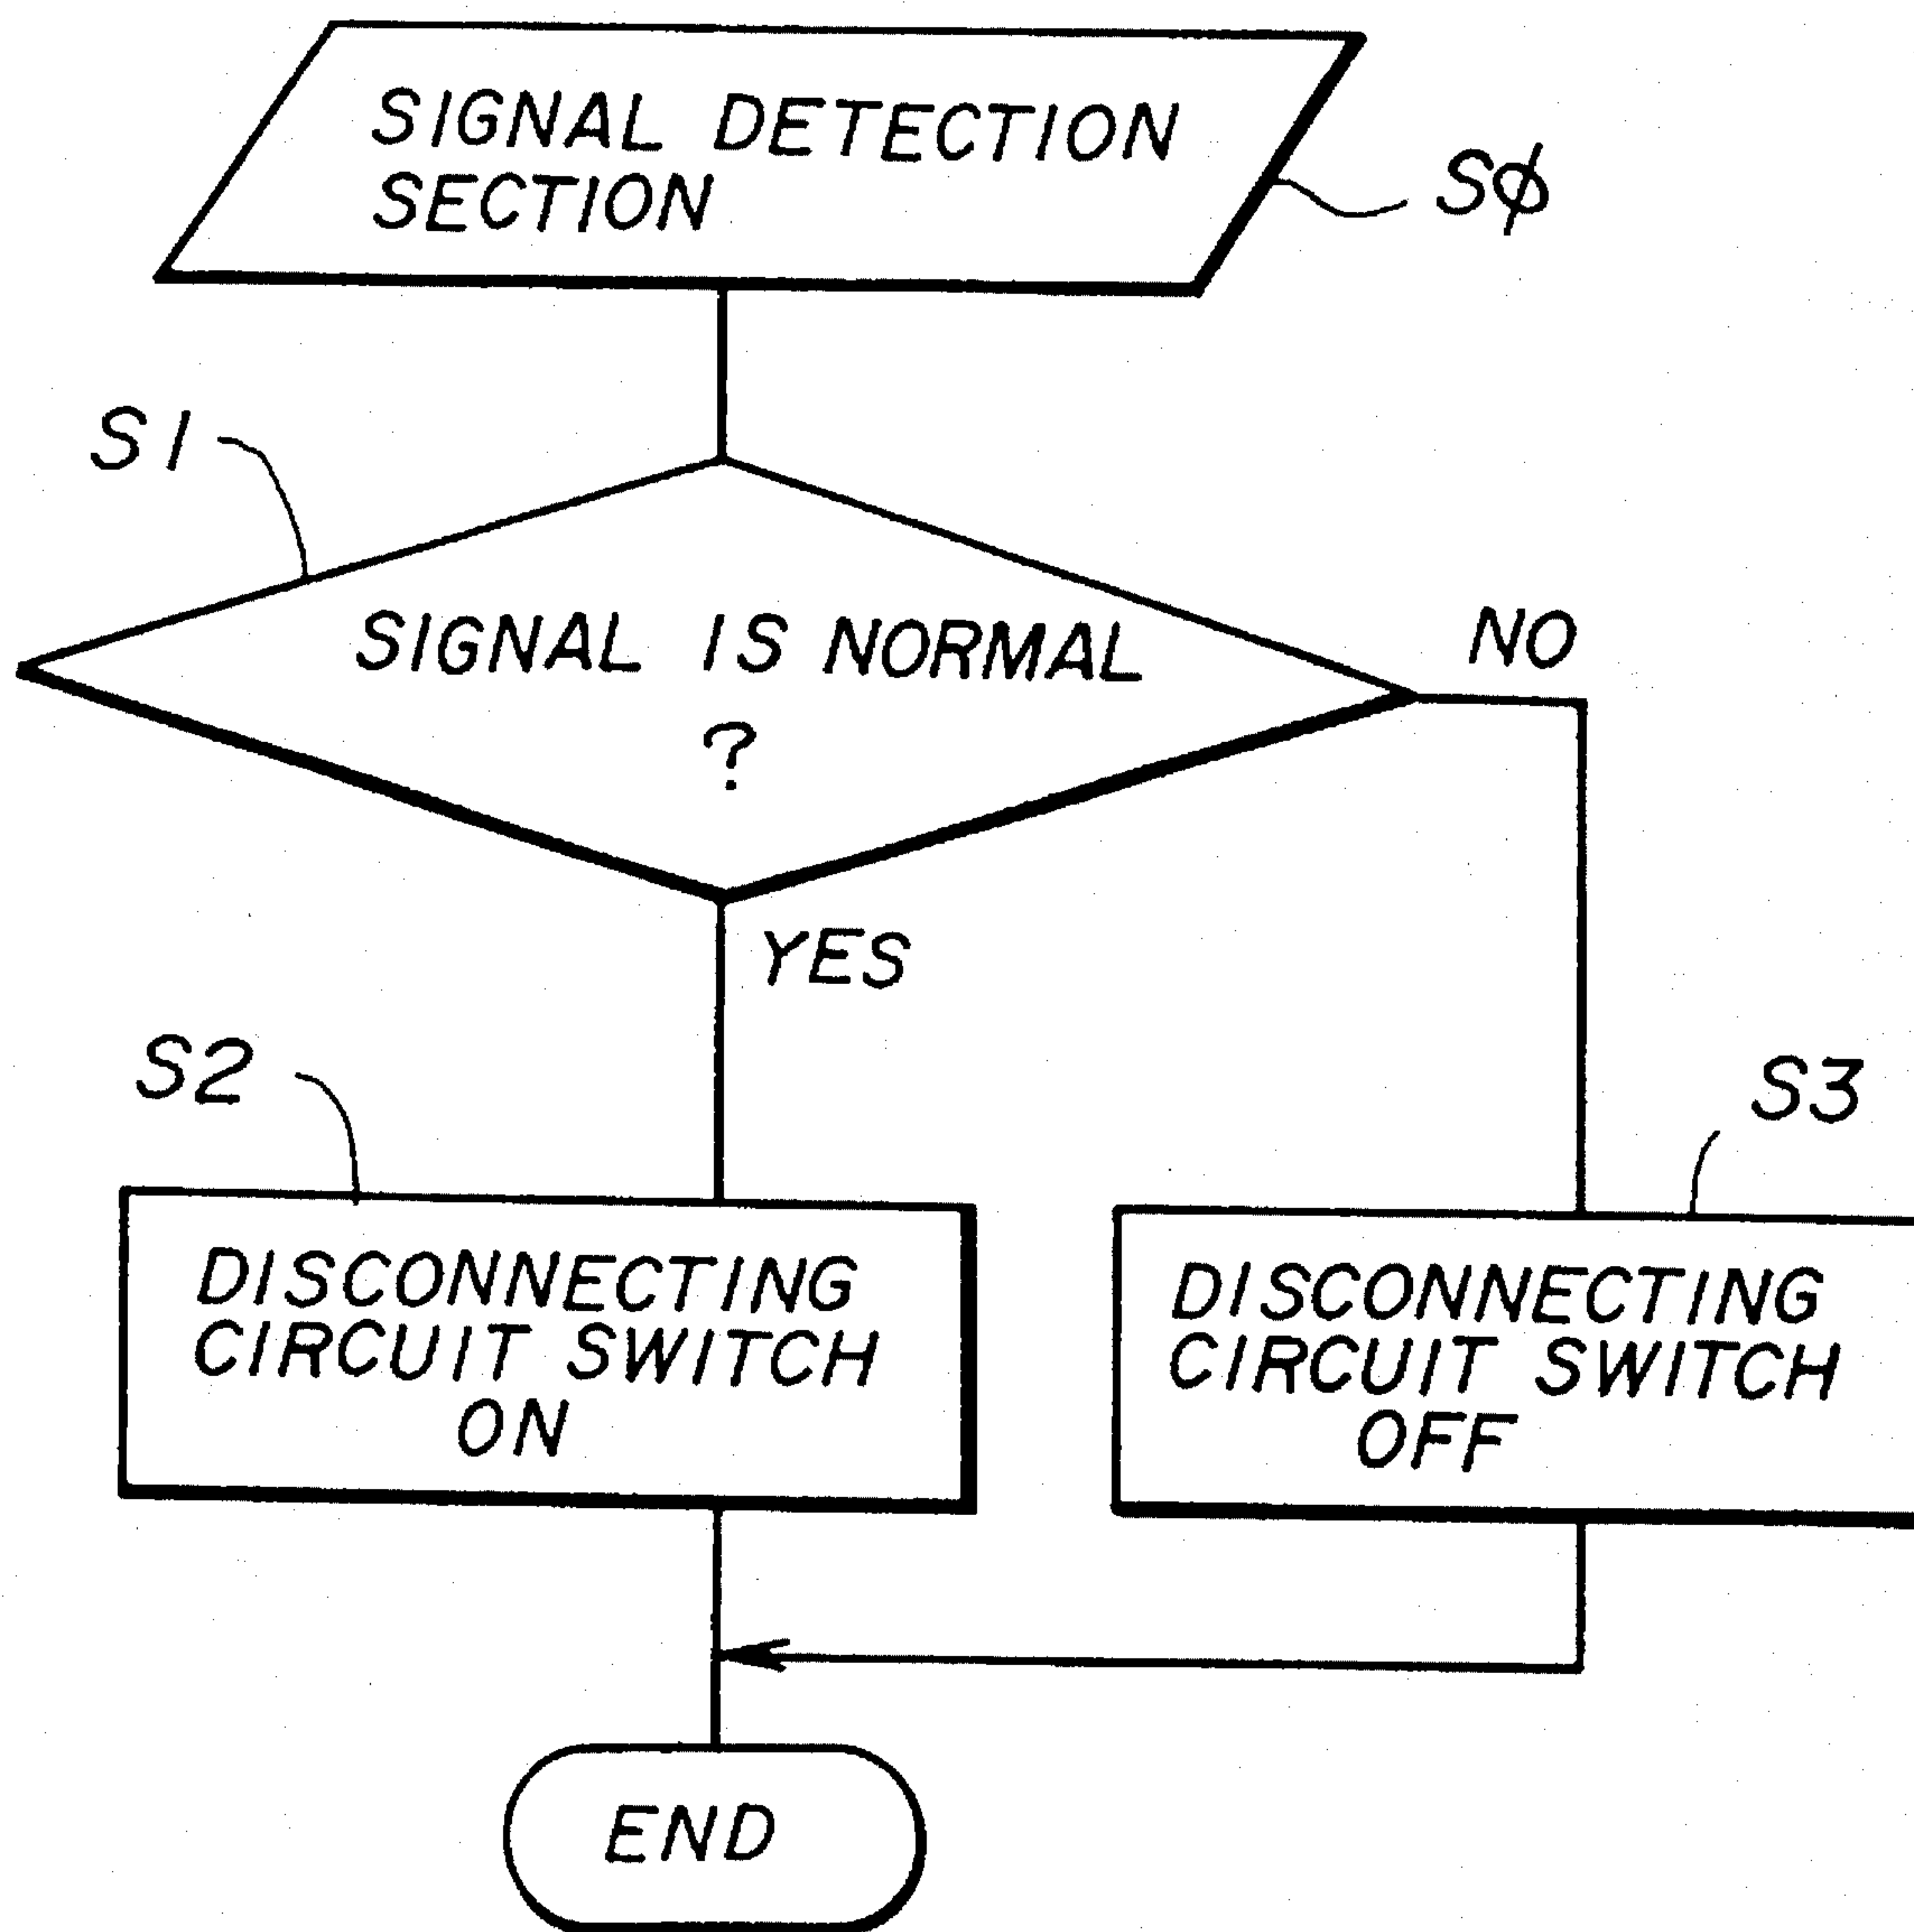 SIGNAL DETECTION
SECTION
Sφ
S1
SIGNAL IS NORMAL
?
NO
YES
S2
S3
DISCONNECTING
CIRCUIT SWITCH
ON
DISCONNECTING
CIRCUIT SWITCH
OFF
END